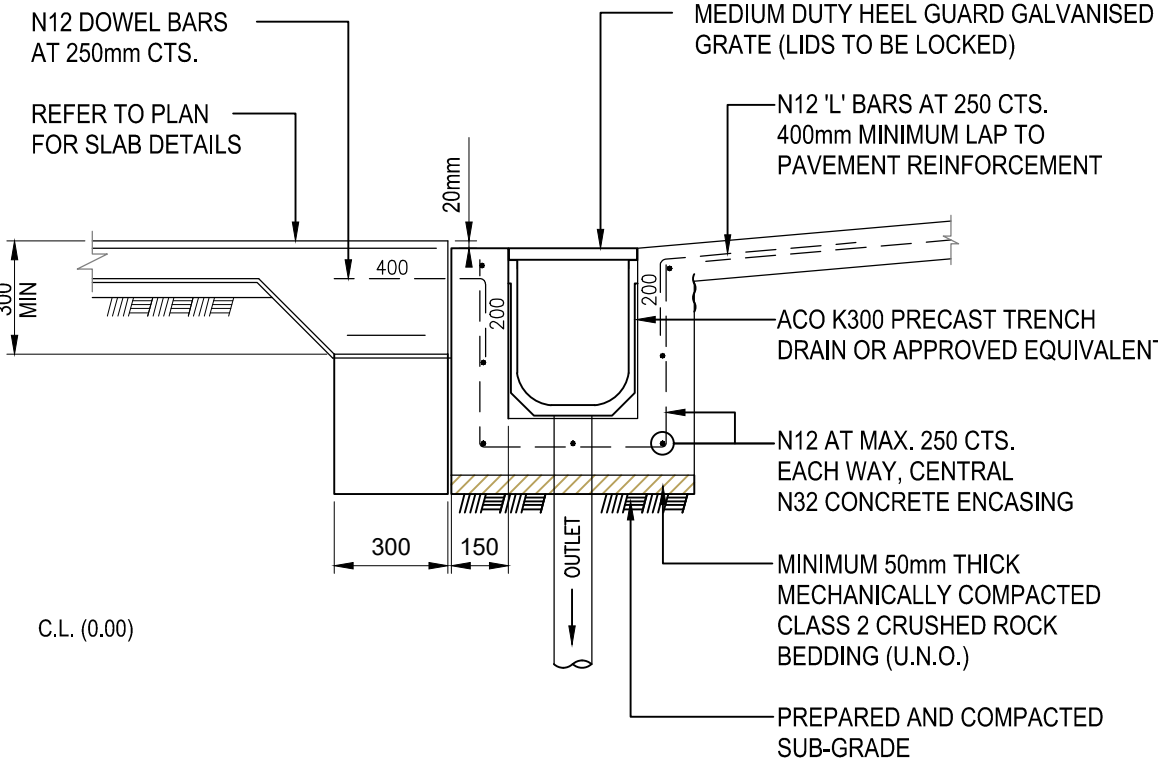 N12 DOWEL BARS
AT 250mm CTS.
REFER TO PLAN
FOR SLAB DETAILS
MEDIUM DUTY HEEL GUARD GALVANISED
GRATE (LIDS TO BE LOCKED)
N12 'L' BARS AT 250 CTS.
400mm MINIMUM LAP TO
PAVEMENT REINFORCEMENT
20mm
400
200
200
300
MIN
ACO K300 PRECAST TRENCH
DRAIN OR APPROVED EQUIVALENT
N12 AT MAX. 250 CTS.
EACH WAY, CENTRAL
N32 CONCRETE ENCASING
300
150
OUTLET
MINIMUM 50mm THICK
MECHANICALLY COMPACTED
CLASS 2 CRUSHED ROCK
BEDDING (U.N.O.)
C.L. (0.00)
PREPARED AND COMPACTED
SUB-GRADE